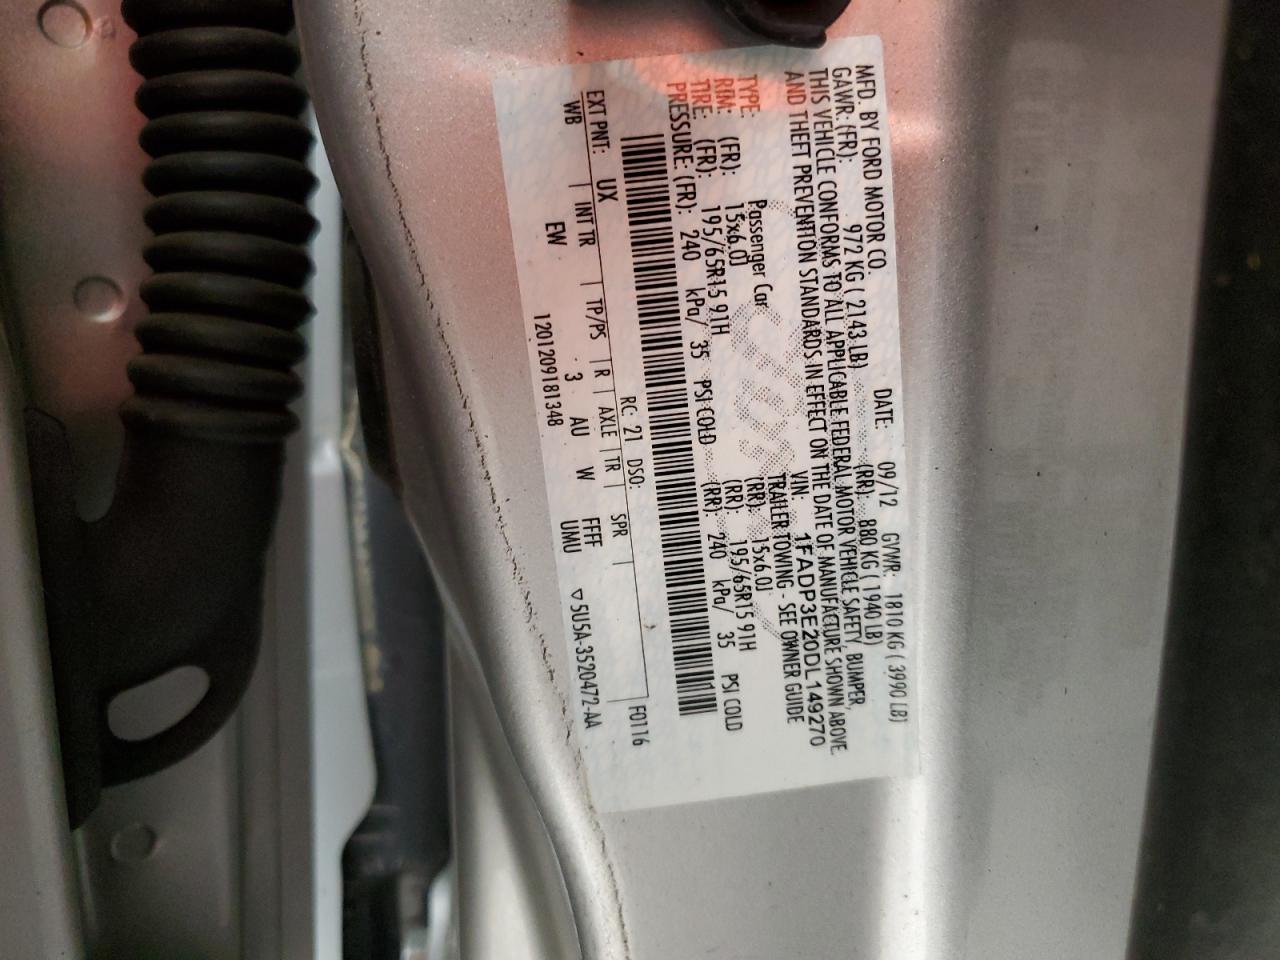 MFD. BY FORD MOTOR CO.
DATE: 09/12 GVWR: 1810 KG ( 3990 LB)
GAWR: (FR): 972 KG ( 2143 LB) (RR): 880 KG ( 1940 LB)
THIS VEHICLE CONFORMS TO ALL APPLICABLE FEDERAL MOTOR VEHICLE SAFETY, BUMPER,
AND THEFT PREVENTION STANDARDS IN EFFECT ON THE DATE OF MANUFACTURE SHOWN ABOVE.
VIN: 1FADP3E20DL149270
TYPE: Passenger Car TRAILER TOWING - SEE OWNER GUIDE
RIM: (FR): 15x6.0J (RR): 15x6.0J
TIRE: (FR): 195/65R15 91H (RR): 195/65R15 91H
PRESSURE: (FR): 240 kPa/ 35 PSI COLD (RR): 240 kPa/ 35 PSI COLD
RC: 21 DSO: F0116
EXT PNT: UX INT TR TP/PS R AXLE TR SPR
WB EW 3 AU W FFFF
UMU
1201209181348 ▽5U5A-3520472-AA